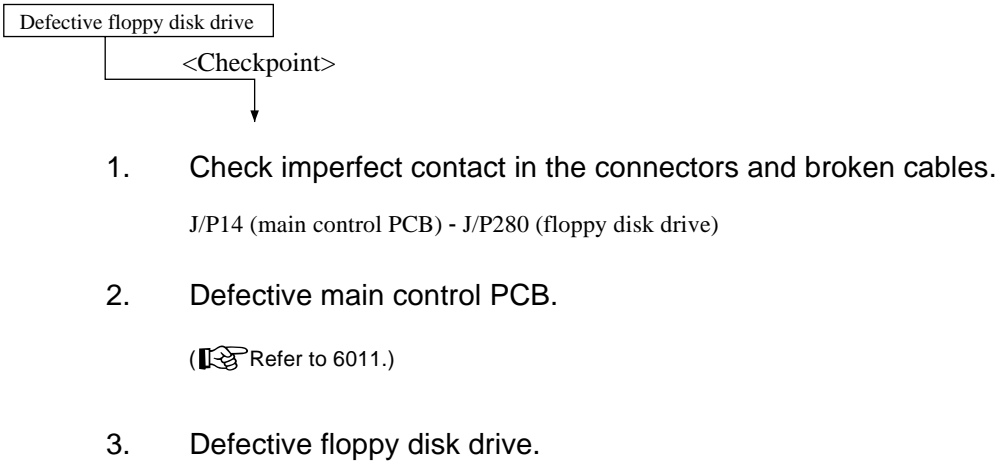 Defective floppy disk drive
<Checkpoint>
1. Check imperfect contact in the connectors and broken cables.
J/P14 (main control PCB) - J/P280 (floppy disk drive)
2. Defective main control PCB.
(Refer to 6011.)
3. Defective floppy disk drive.